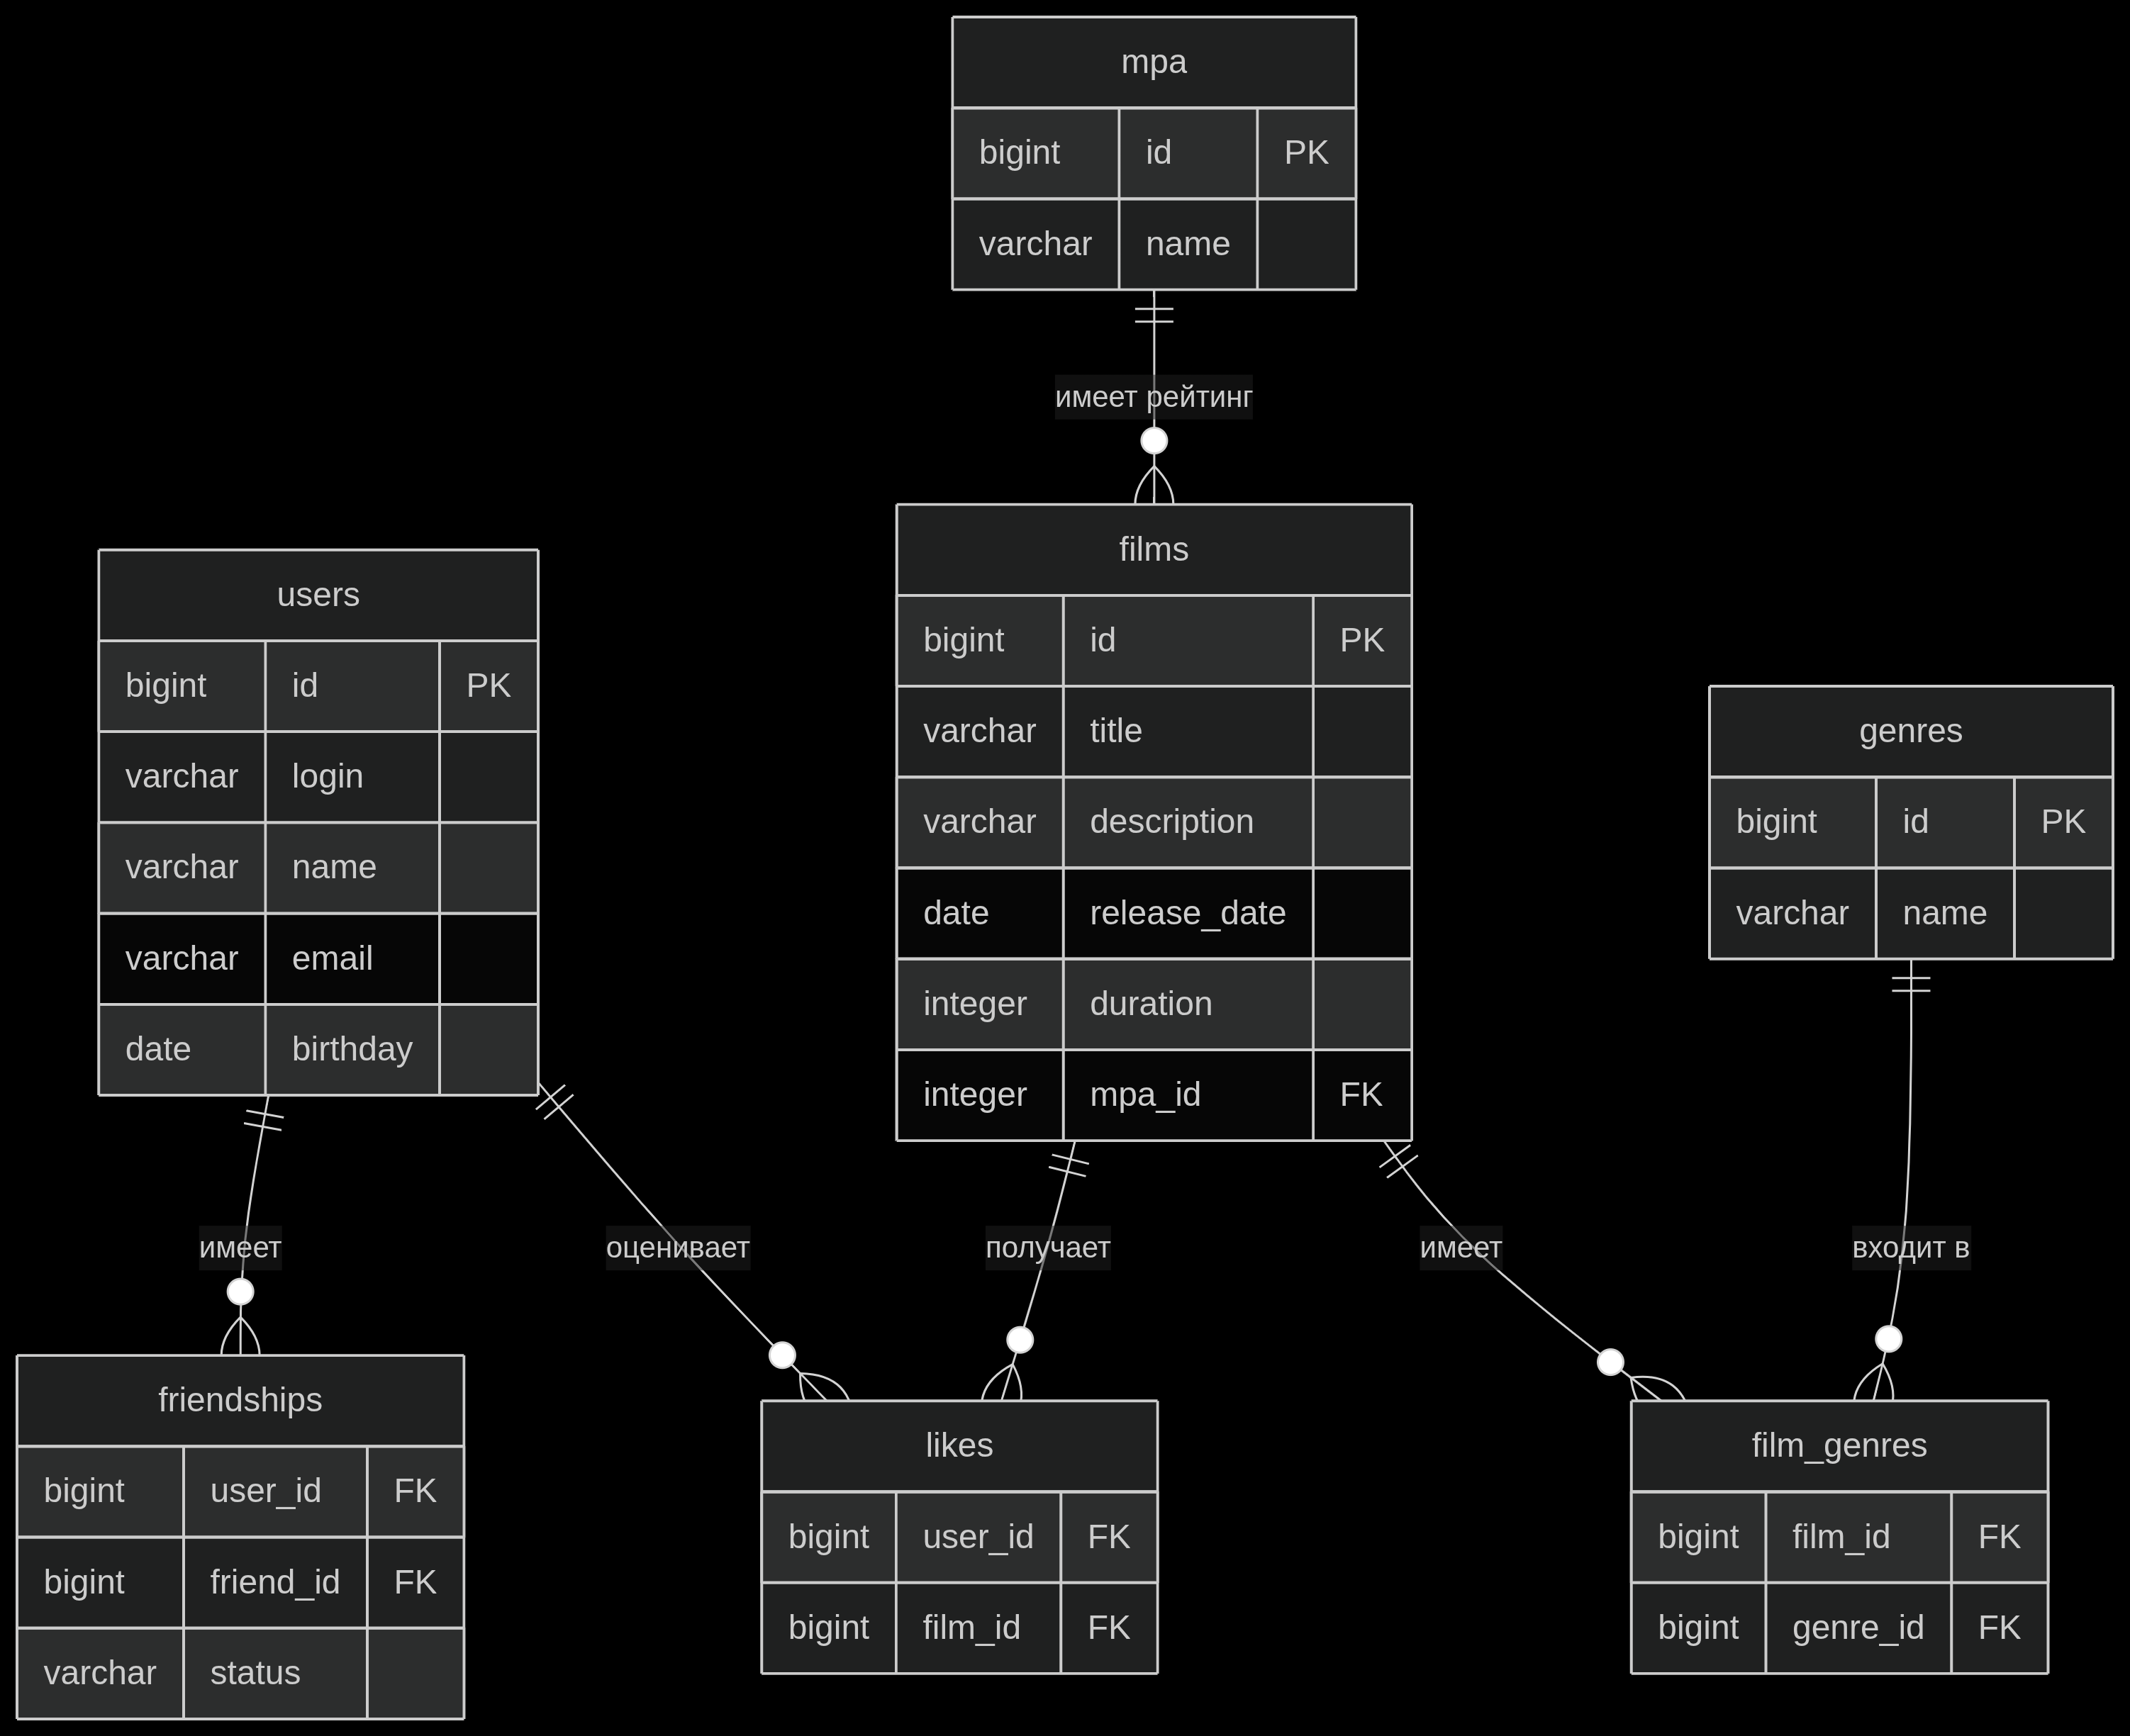 mpa
bigint id PK
varchar name
имеет рейтинг
films
bigint id PK
varchar title
varchar description
date release_date
integer duration
integer mpa_id FK
users
bigint id PK
varchar login
varchar name
varchar email
date birthday
genres
bigint id PK
varchar name
имеет
оценивает
получает
имеет
входит в
friendships
bigint user_id FK
bigint friend_id FK
varchar status
likes
bigint user_id FK
bigint film_id FK
film_genres
bigint film_id FK
bigint genre_id FK